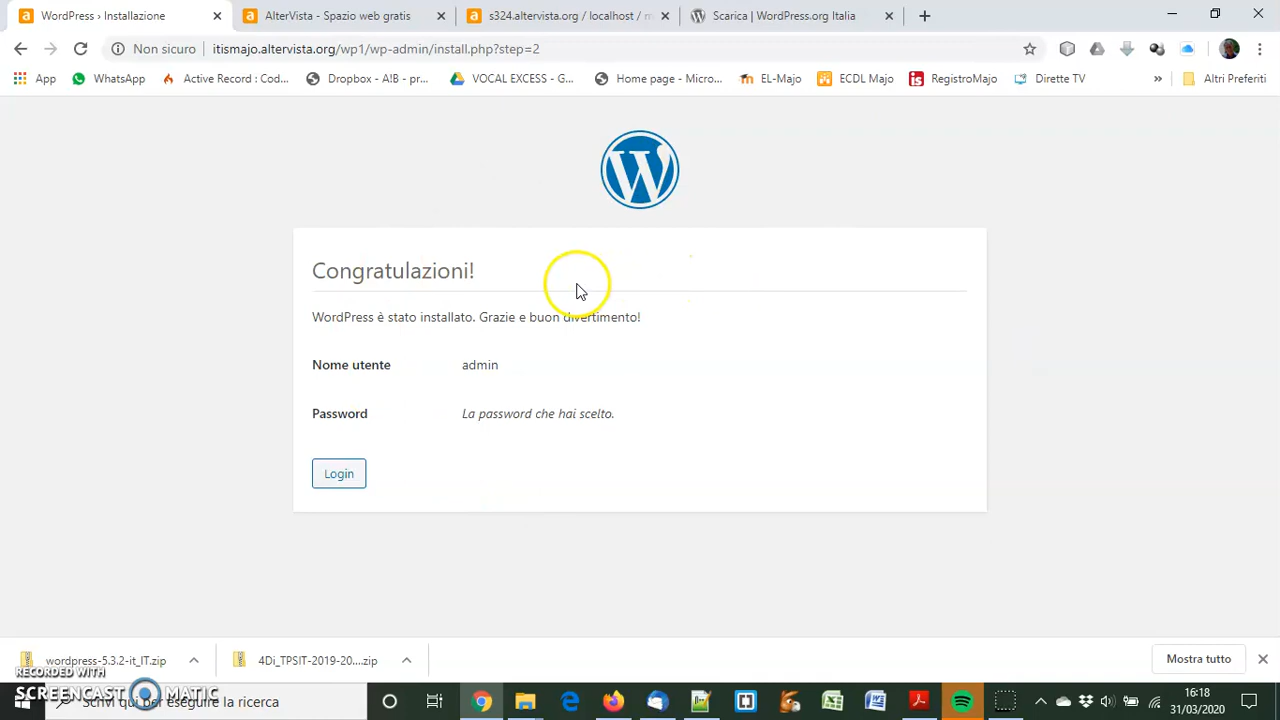 WordPress › Installazione
AlterVista - Spazio web gratis
s324.altervista.org / localhost / m
Scarica | WordPress.org Italia
Non sicuro
itismajo.altervista.org/wp1/wp-admin/install.php?step=2
App
WhatsApp
Active Record : Cod...
Dropbox - A!B - pr...
VOCAL EXCESS - G...
Home page - Micro...
EL-Majo
ECDL Majo
RegistroMajo
Dirette TV
»
Altri Preferiti
Congratulazioni!
WordPress è stato installato. Grazie e buon divertimento!
Nome utente
admin
Password
La password che hai scelto.
Login
wordpress-5.3.2-it_IT.zip
4Di_TPSIT-2019-20....zip
Mostra tutto
RECORDED WITH
SCREENCAST MATIC
Scrivi qui per eseguire la ricerca
16:18
31/03/2020